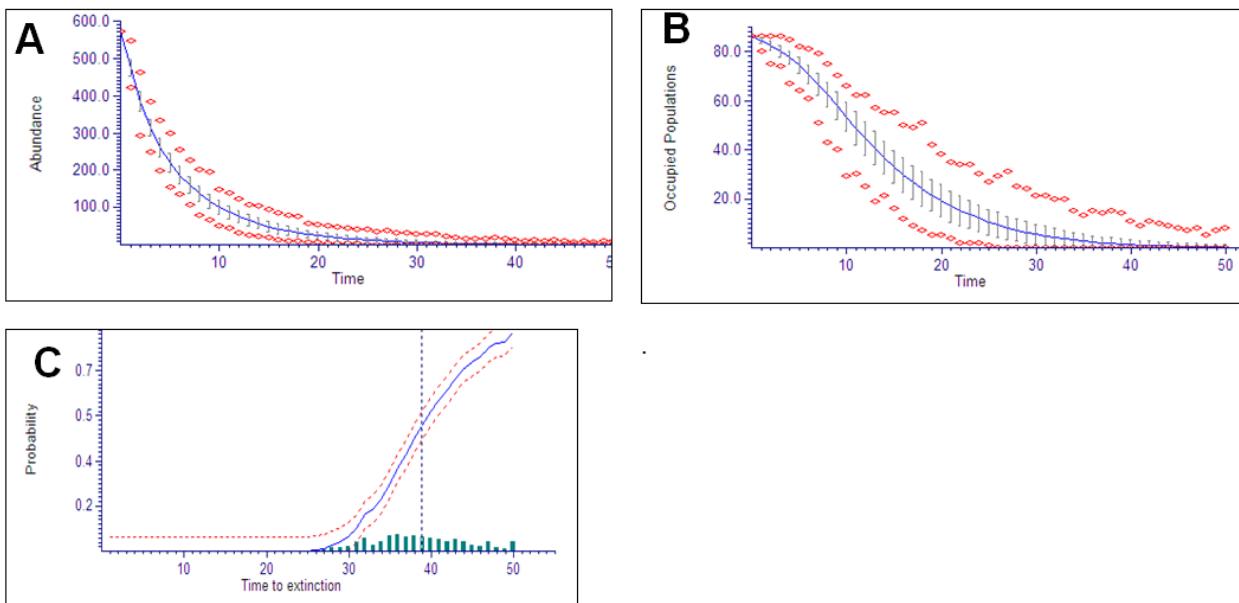 A
Abundance
600.0
500.0
400.0
300.0
200.0
100.0
10 20 30 40 5
Time
B
Occupied Populations
80.0
60.0
40.0
20.0
10 20 30 40 50
Time
C
Probability
0.7
0.5
0.4
0.2
10 20 30 40 50
Time to extinction